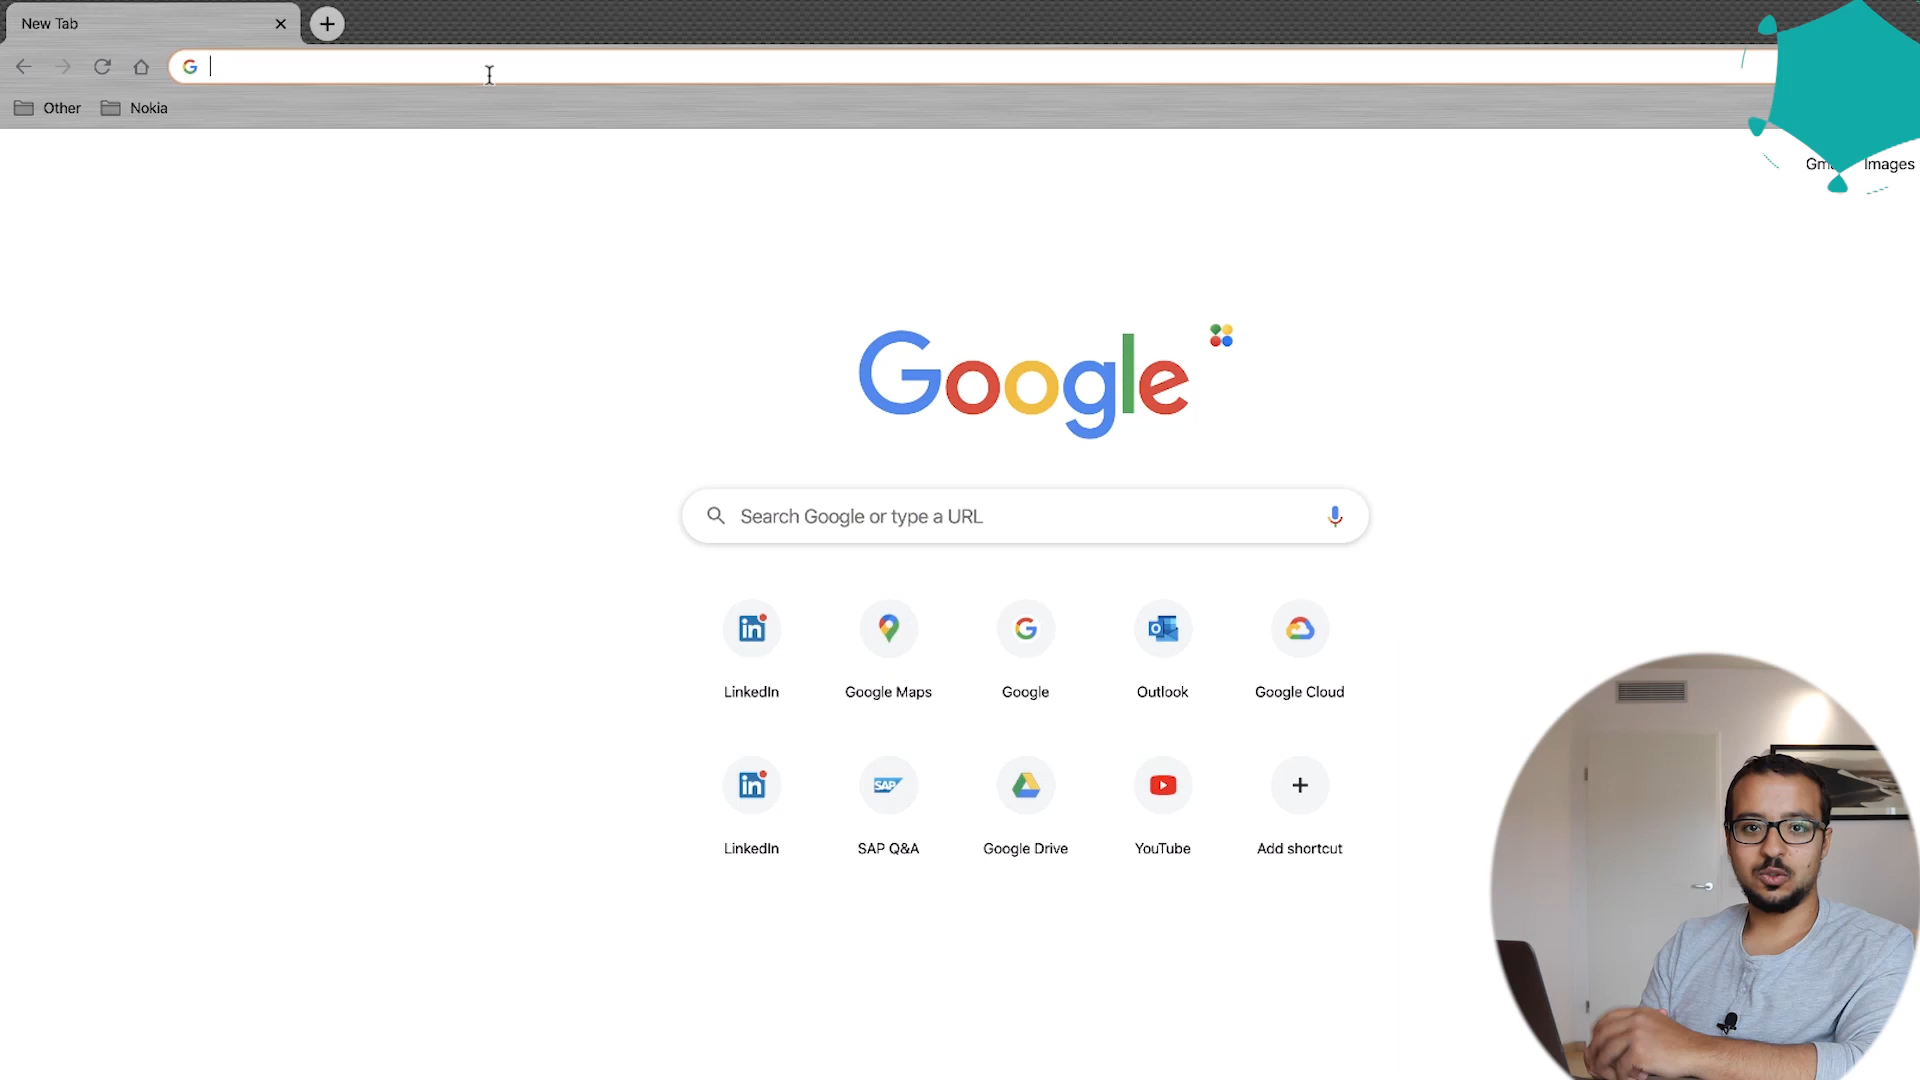 New Tab
Other Nokia
Images
Google
Search Google or type a URL
LinkedIn Google Maps Google Outlook Google Cloud
SAP
LinkedIn SAP Q&A Google Drive YouTube Add shortcut